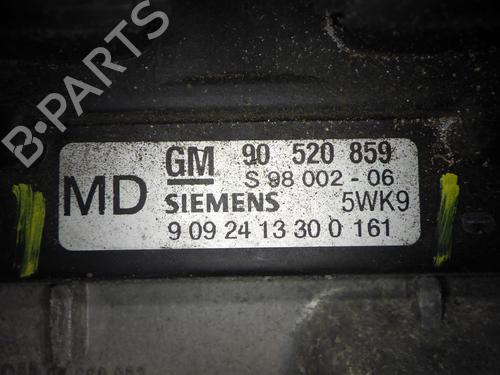 B-PARTS
MD
GM 90 520 859
S 98 002-06
SIEMENS 5WK9
9 09 24 13 30 0 161